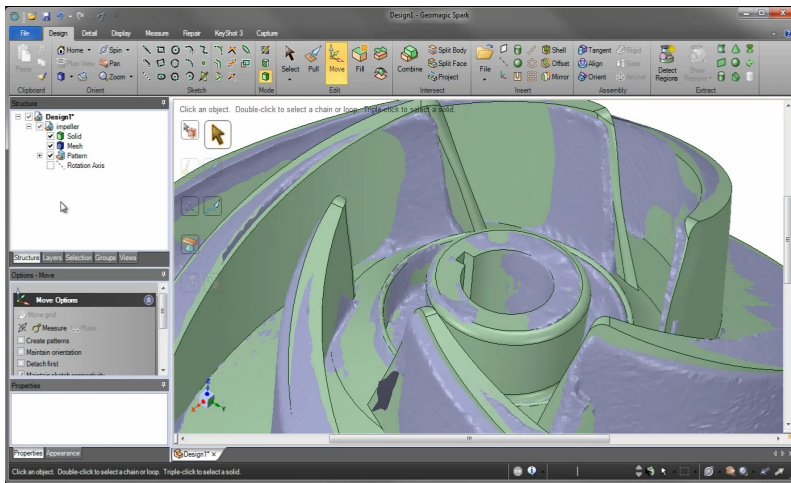 Design1 - Geomagic Spark
File Design Detail Display Measure Repair KeyShot 3 Capture
Home Spin
Plan View Pan
Zoom
Paste
Select Pull Move Fill
Combine
Split Body
Split Face
Project
File
Shell
Offset
Mirror
Tangent Rigid
Align Gear
Orient Anchor
Detect Regions
Show Regions
Clipboard Orient Sketch Mode Edit Intersect Insert Assembly Extract
Structure
Design1*
impeller
Solid
Mesh
Pattern
Rotation Axis
Structure Layers Selection Groups Views
Options - Move
Move Options
Move grid
Measure Ruler
Create patterns
Maintain orientation
Detach first
Maintain sketch connectivity
Properties
Properties Appearance
Click an object. Double-click to select a chain or loop. Triple-click to select a solid.
Z
X
Y
Design1*
Click an object. Double-click to select a chain or loop. Triple-click to select a solid.